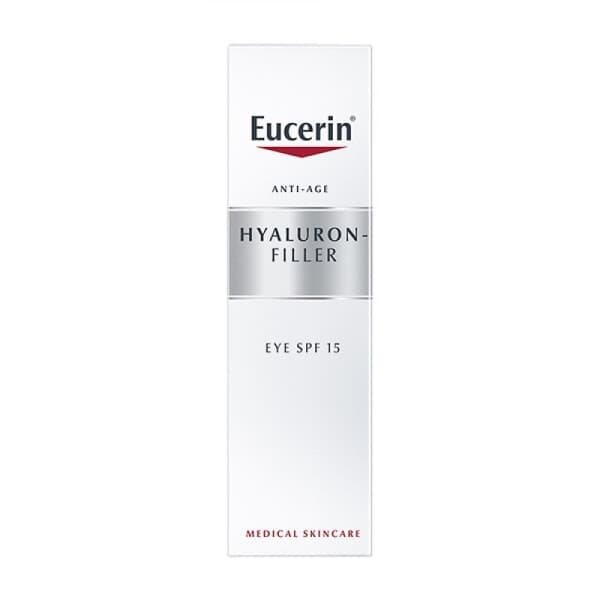 Eucerin®
ANTI-AGE
HYALURON-
FILLER
EYE SPF 15
MEDICAL SKINCARE